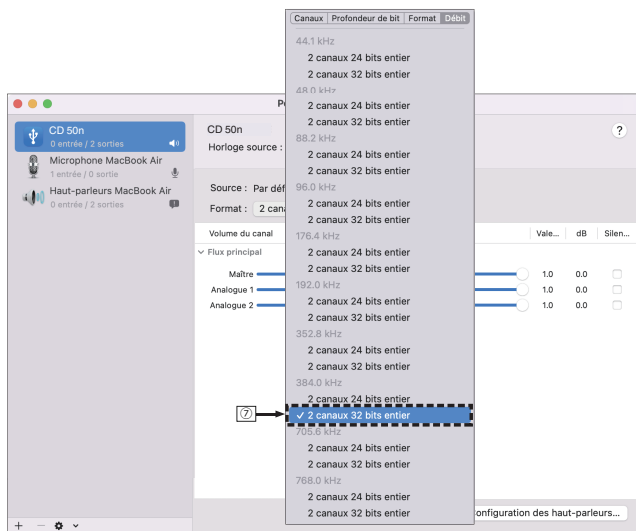 Canaux Profondeur de bit Format Débit
44,1 kHz
2 canaux 24 bits entier
2 canaux 32 bits entier
48.0 kHz
2 canaux 24 bits entier
2 canaux 32 bits entier
88.2 kHz
2 canaux 24 bits entier
2 canaux 32 bits entier
96.0 kHz
2 canaux 24 bits entier
2 canaux 32 bits entier
176.4 kHz
2 canaux 24 bits entier
2 canaux 32 bits entier
192.0 kHz
2 canaux 24 bits entier
2 canaux 32 bits entier
352.8 kHz
2 canaux 24 bits entier
2 canaux 32 bits entier
384.0 kHz
2 canaux 24 bits entier
⑦ ✓ 2 canaux 32 bits entier
705.6 kHz
2 canaux 24 bits entier
2 canaux 32 bits entier
768.0 kHz
2 canaux 24 bits entier
2 canaux 32 bits entier
CD 50n
0 entrée / 2 sorties
Microphone MacBook Air
1 entrée / 0 sortie
Haut-parleurs MacBook Air
0 entrée / 2 sorties
+ −
CD 50n ?
Horloge source :
Source : Par déf
Format : 2 can
Volume du canal Vale... dB Silen...
Flux principal
Maître 1.0 0.0
Analogue 1 1.0 0.0
Analogue 2 1.0 0.0
onfiguration des haut-parleurs...